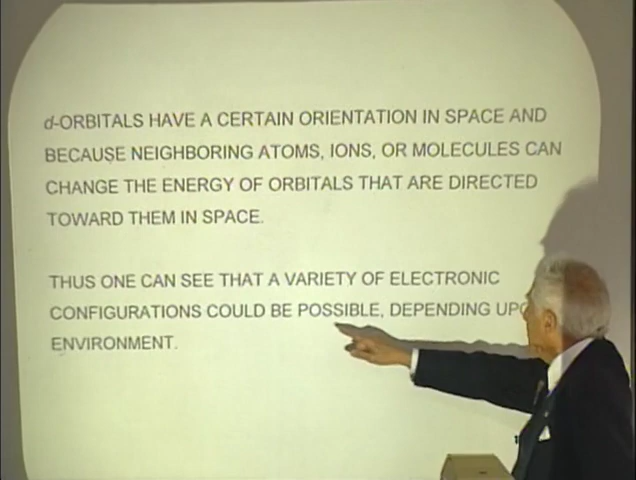 d-ORBITALS HAVE A CERTAIN ORIENTATION IN SPACE AND
BECAUSE NEIGHBORING ATOMS, IONS, OR MOLECULES CAN
CHANGE THE ENERGY OF ORBITALS THAT ARE DIRECTED
TOWARD THEM IN SPACE.
THUS ONE CAN SEE THAT A VARIETY OF ELECTRONIC
CONFIGURATIONS COULD BE POSSIBLE, DEPENDING
ENVIRONMENT.